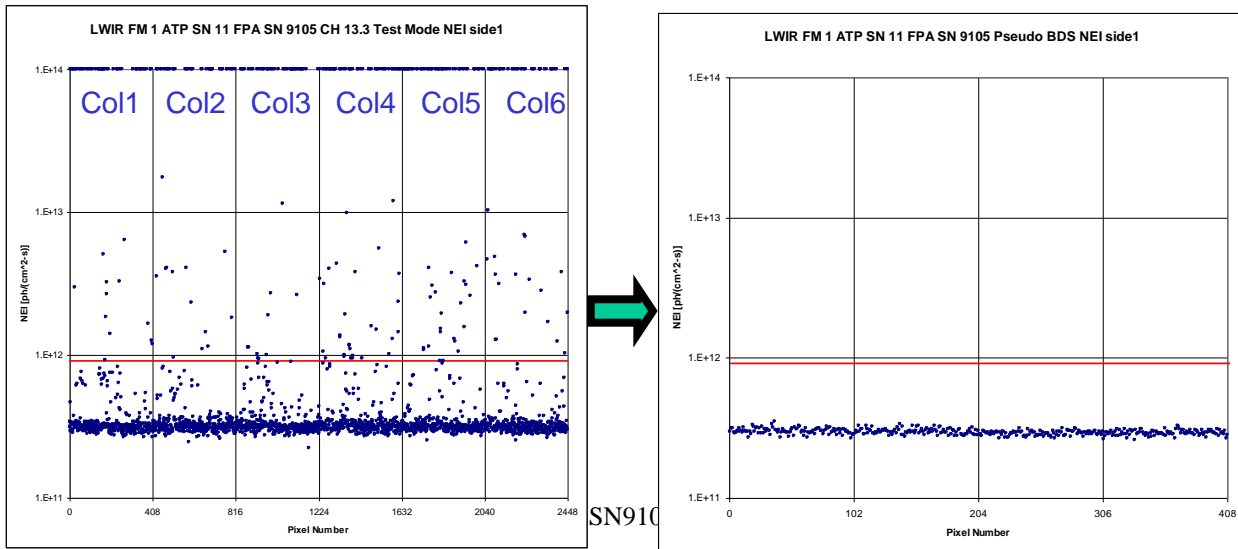 LWIR FM 1 ATP SN 11 FPA SN 9105 CH 13.3 Test Mode NEI side1
1.E+14
Col1 Col2 Col3 Col4 Col5 Col6
1.E+13
NEI [ph/(cm^2-s)]
1.E+12
1.E+11
0 408 816 1224 1632 2040 2448
Pixel Number
SN910
LWIR FM 1 ATP SN 11 FPA SN 9105 Pseudo BDS NEI side1
1.E+14
1.E+13
NEI [ph/(cm^2-s)]
1.E+12
1.E+11
0 102 204 306 408
Pixel Number